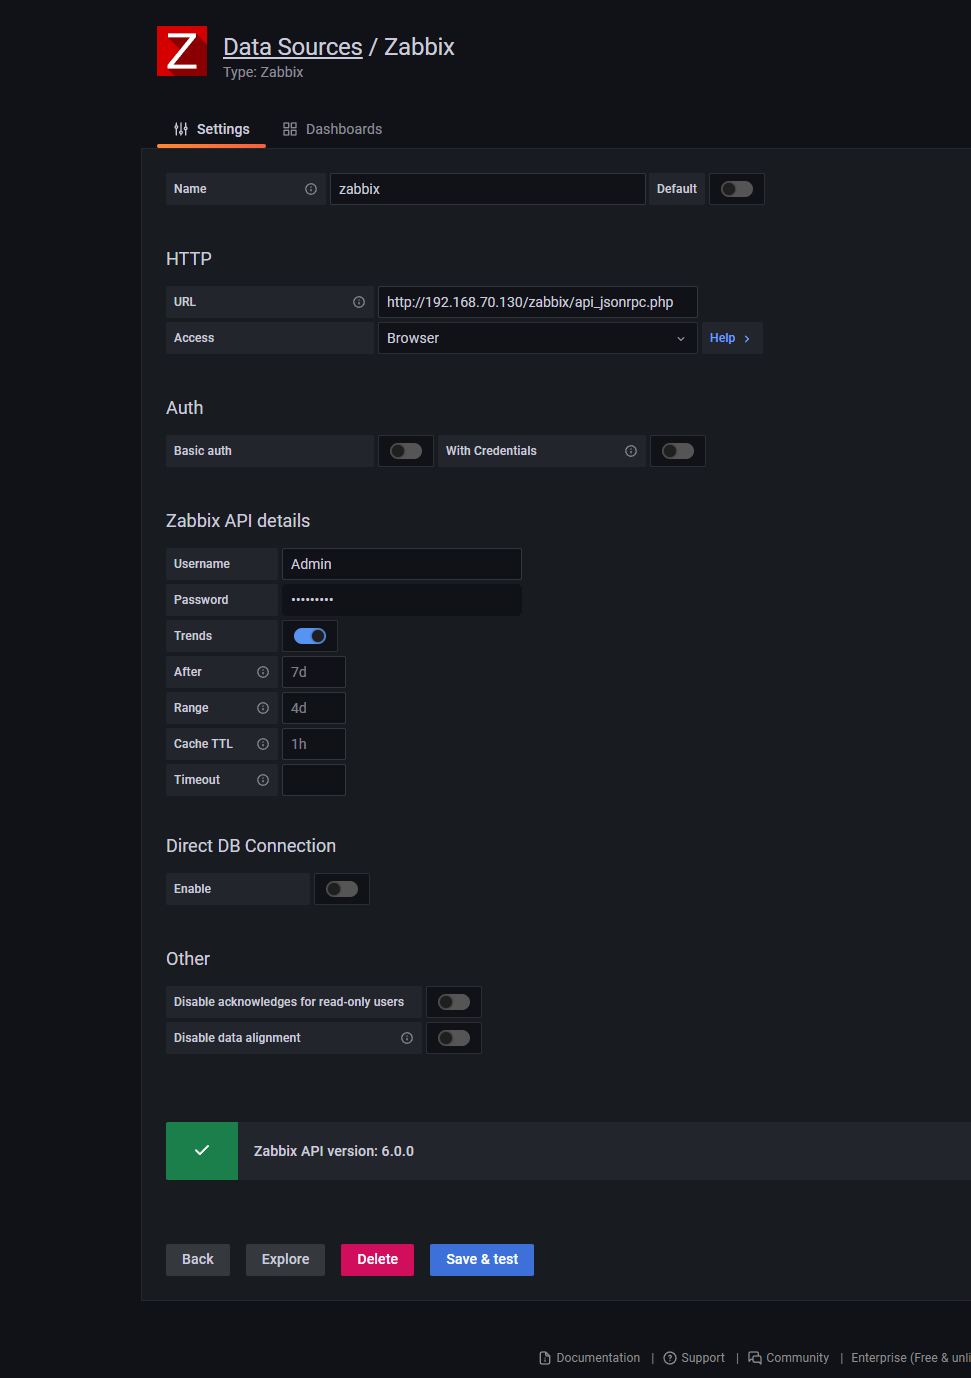 Z
Data Sources / Zabbix
Type: Zabbix
Settings Dashboards
Name zabbix Default
HTTP
URL http://192.168.70.130/zabbix/api_jsonrpc.php
Access Browser Help
Auth
Basic auth With Credentials
Zabbix API details
Username Admin
Password •••••••••
Trends
After 7d
Range 4d
Cache TTL 1h
Timeout
Direct DB Connection
Enable
Other
Disable acknowledges for read-only users
Disable data alignment
Zabbix API version: 6.0.0
Back Explore Delete Save & test
Documentation | Support | Community | Enterprise (Free & unli